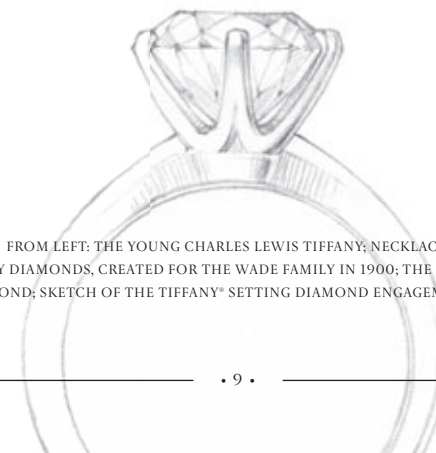 FROM LEFT: THE YOUNG CHARLES LEWIS TIFFANY; NECKLAC
Y DIAMONDS, CREATED FOR THE WADE FAMILY IN 1900; THE
OND; SKETCH OF THE TIFFANY® SETTING DIAMOND ENGAGEM
• 9 •